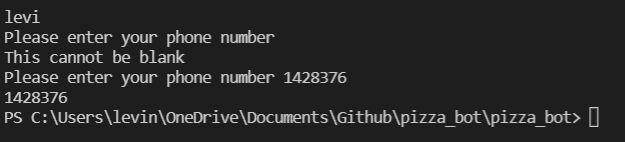 levi
Please enter your phone number
This cannot be blank
Please enter your phone number 1428376
1428376
PS C:\Users\levin\OneDrive\Documents\Github\pizza_bot\pizza_bot>